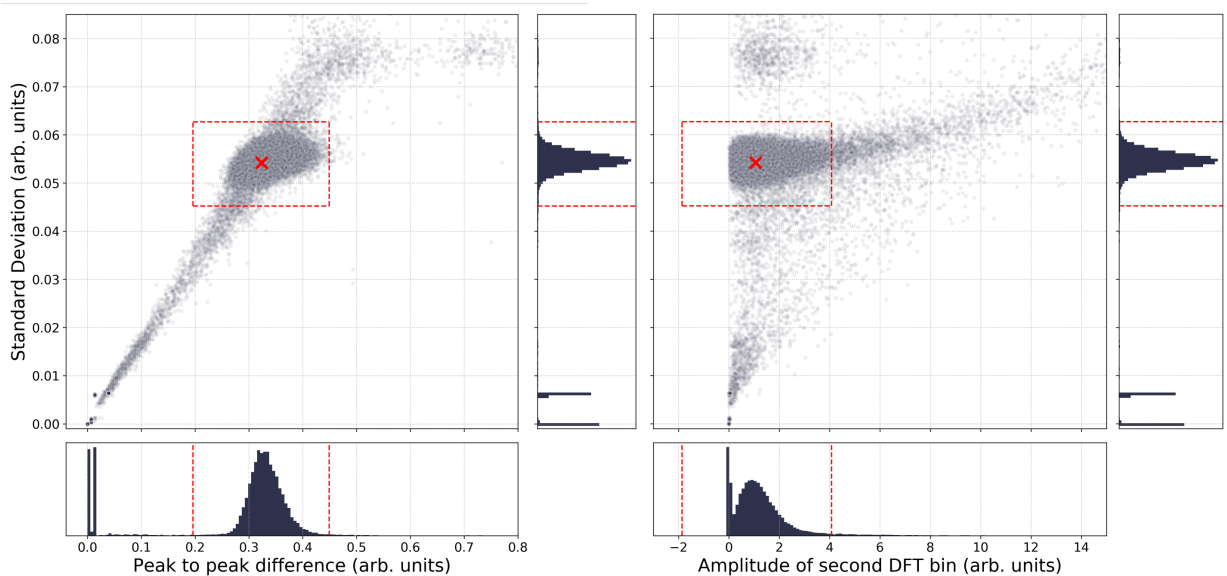 Standard Deviation (arb. units)
0.08
0.07
0.06
0.05
0.04
0.03
0.02
0.01
0.00
0.0 0.1 0.2 0.3 0.4 0.5 0.6 0.7 0.8
Peak to peak difference (arb. units)
−2 0 2 4 6 8 10 12 14
Amplitude of second DFT bin (arb. units)